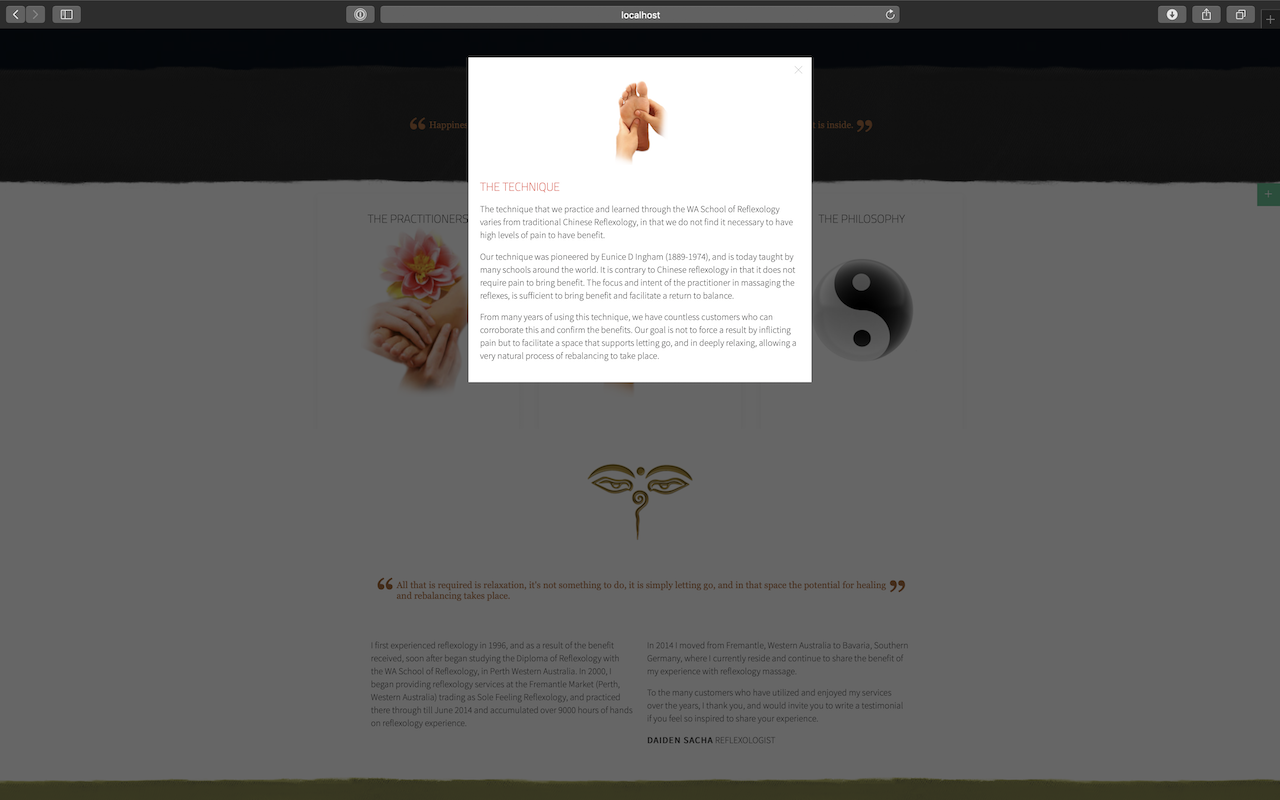 localhost
Happines
t is inside.
THE TECHNIQUE
The technique that we practice and learned through the WA School of Reflexology
varies from traditional Chinese Reflexology, in that we do not find it necessary to have
high levels of pain to have benefit.
Our technique was pioneered by Eunice D Ingham (1889-1974), and is today taught by
many schools around the world. It is contrary to Chinese reflexology in that it does not
require pain to bring benefit. The focus and intent of the practitioner in massaging the
reflexes, is sufficient to bring benefit and facilitate a return to balance.
From many years of using this technique, we have countless customers who can
corroborate this and confirm the benefits. Our goal is not to force a result by inflicting
pain but to facilitate a space that supports letting go, and in deeply relaxing, allowing a
very natural process of rebalancing to take place.
THE PRACTITIONERS
THE PHILOSOPHY
❝ All that is required is relaxation, it's not something to do, it is simply letting go, and in that space the potential for healing ❞
and rebalancing takes place.
I first experienced reflexology in 1996, and as a result of the benefit
received, soon after began studying the Diploma of Reflexology with
the WA School of Reflexology, in Perth Western Australia. In 2000, I
began providing reflexology services at the Fremantle Market (Perth,
Western Australia) trading as Sole Feeling Reflexology, and practiced
there through till June 2014 and accumulated over 9000 hours of hands
on reflexology experience.
In 2014 I moved from Fremantle, Western Australia to Bavaria, Southern
Germany, where I currently reside and continue to share the benefit of
my experience with reflexology massage.
To the many customers who have utilized and enjoyed my services
over the years, I thank you, and would invite you to write a testimonial
if you feel so inspired to share your experience.
DAIDEN SACHA REFLEXOLOGIST